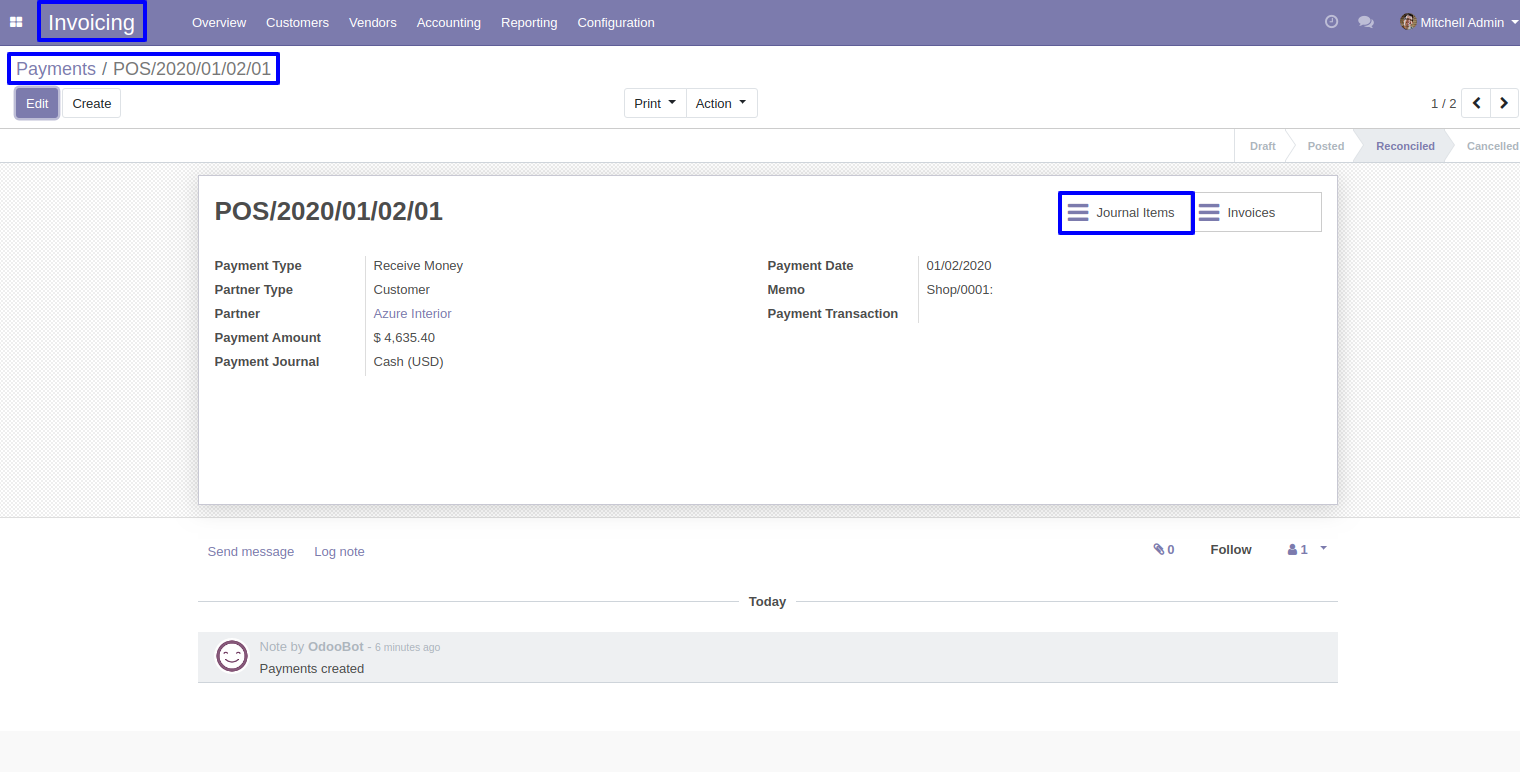 Invoicing Overview Customers Vendors Accounting Reporting Configuration Mitchell Admin
Payments / POS/2020/01/02/01
Edit Create Print Action 1 / 2
Draft Posted Reconciled Cancelled
POS/2020/01/02/01 Journal Items Invoices
Payment Type Receive Money Payment Date 01/02/2020
Partner Type Customer Memo Shop/0001:
Partner Azure Interior Payment Transaction
Payment Amount $ 4,635.40
Payment Journal Cash (USD)
Send message Log note 0 Follow 1
Today
Note by OdooBot - 6 minutes ago
Payments created